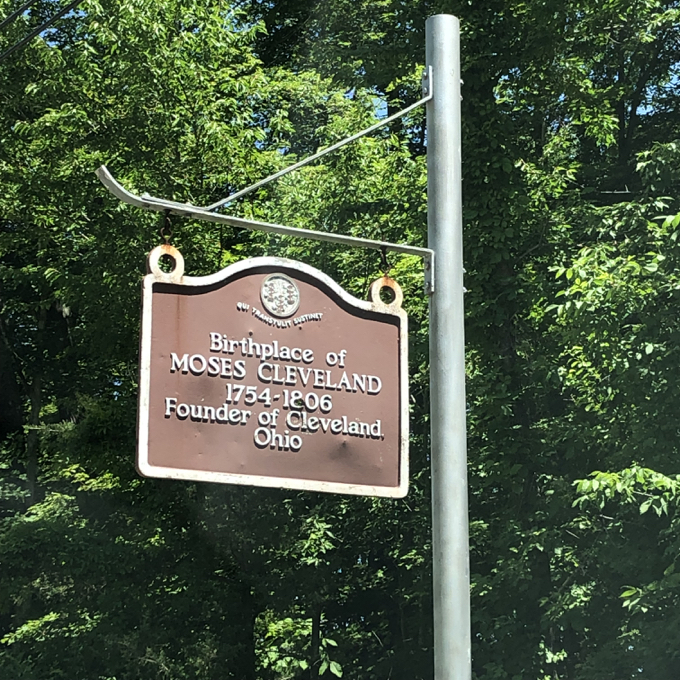 QUI TRANSTULIT SUSTINET
Birthplace of
MOSES CLEVELAND
1754-1806
Founder of Cleveland,
Ohio